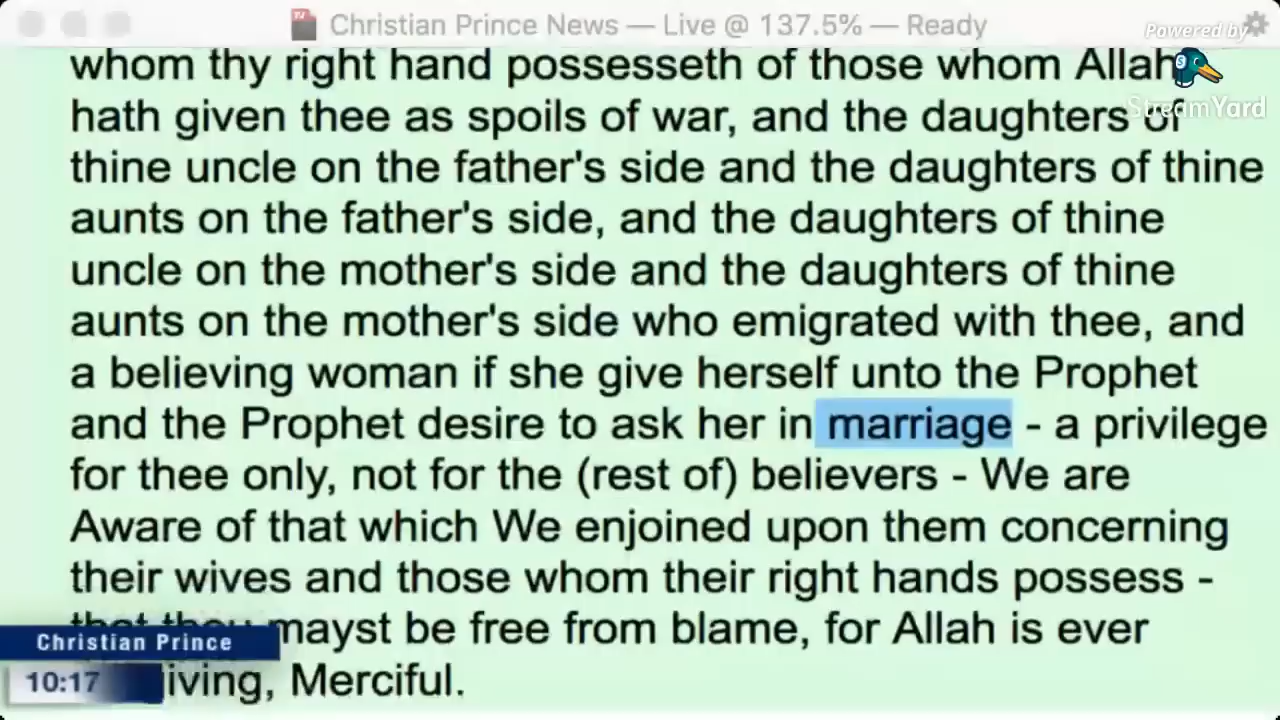 Christian Prince News — Live @ 137.5% — Ready
Powered by
StreamYard
whom thy right hand possesseth of those whom Allah
hath given thee as spoils of war, and the daughters of
thine uncle on the father's side and the daughters of thine
aunts on the father's side, and the daughters of thine
uncle on the mother's side and the daughters of thine
aunts on the mother's side who emigrated with thee, and
a believing woman if she give herself unto the Prophet
and the Prophet desire to ask her in marriage - a privilege
for thee only, not for the (rest of) believers - We are
Aware of that which We enjoined upon them concerning
their wives and those whom their right hands possess -
that thou mayst be free from blame, for Allah is ever
iving, Merciful.
Christian Prince
10:17